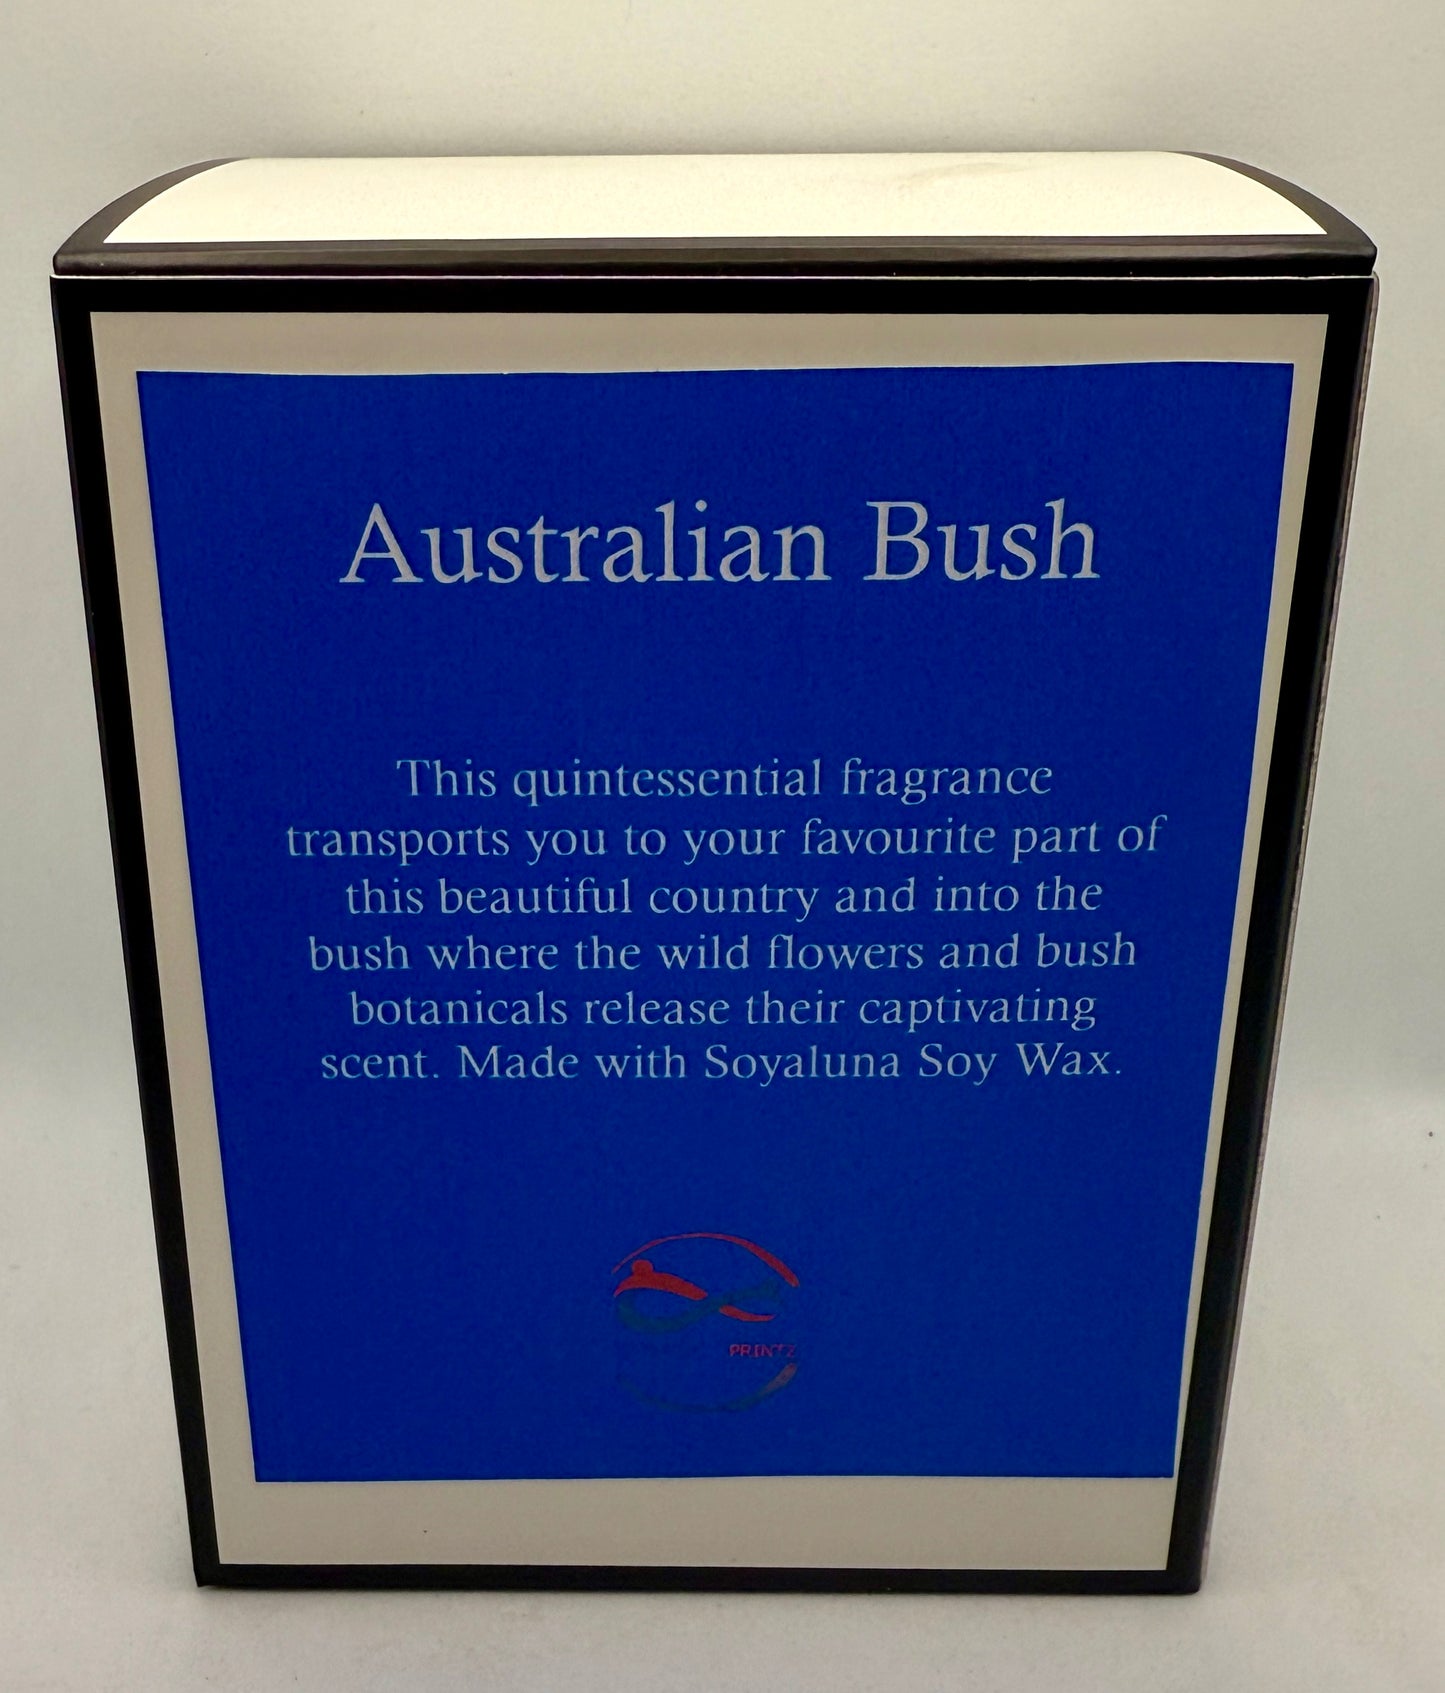 Australian Bush
This quintessential fragrance
transports you to your favourite part of
this beautiful country and into the
bush where the wild flowers and bush
botanicals release their captivating
scent. Made with Soyaluna Soy Wax.
PRINTZ